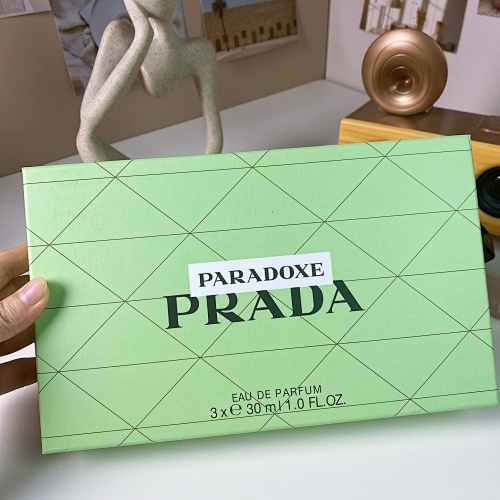 PARADOXE
PRADA
EAU DE PARFUM
3 x ℮ 30 ml 1.0 FL.OZ.